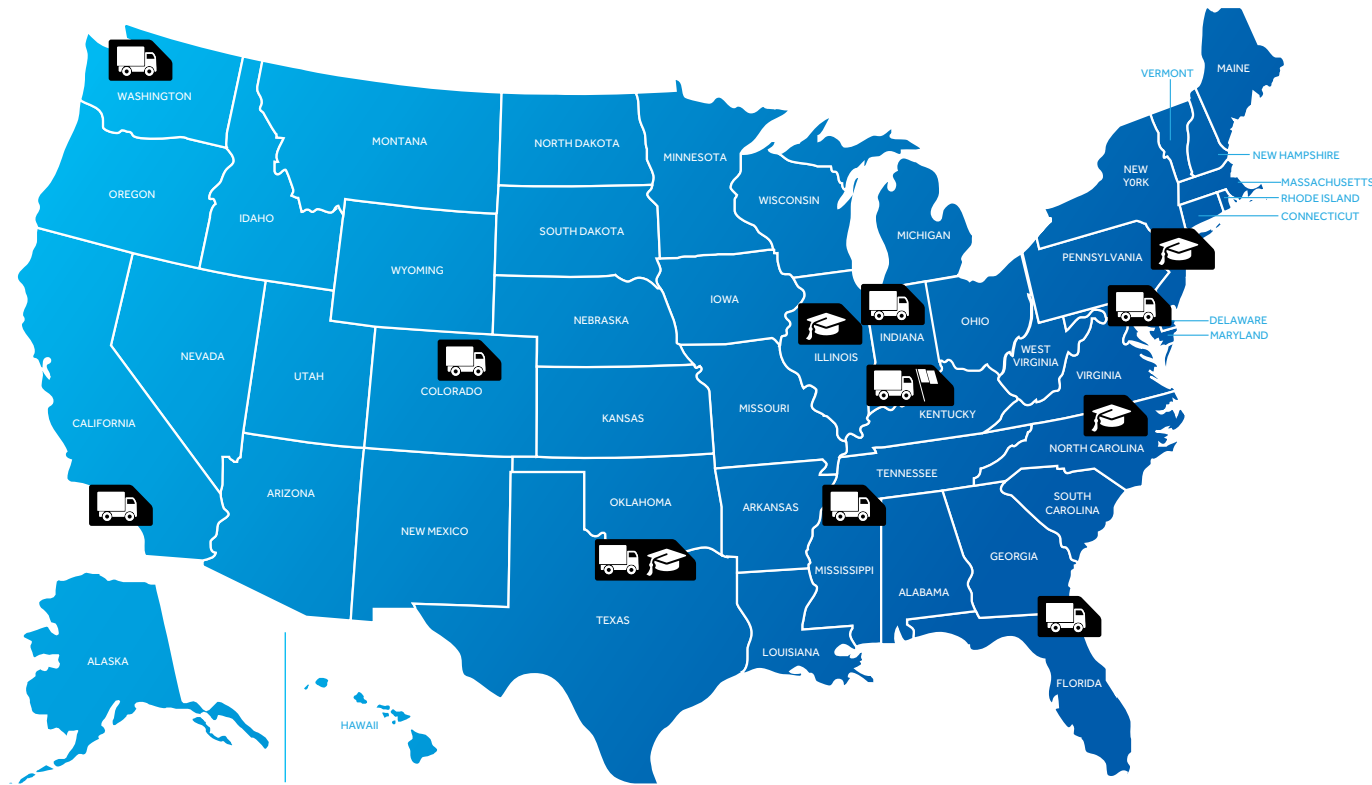 VERMONT
MAINE
WASHINGTON
MONTANA
NORTH DAKOTA
MINNESOTA
NEW HAMPSHIRE
NEW
YORK
MASSACHUSETTS
OREGON
WISCONSIN
RHODE ISLAND
IDAHO
CONNECTICUT
SOUTH DAKOTA
MICHIGAN
PENNSYLVANIA
WYOMING
IOWA
NEBRASKA
OHIO
DELAWARE
MARYLAND
INDIANA
NEVADA
ILLINOIS
WEST
VIRGINIA
UTAH
VIRGINIA
COLORADO
MISSOURI
KENTUCKY
KANSAS
CALIFORNIA
NORTH CAROLINA
TENNESSEE
ARIZONA
OKLAHOMA
ARKANSAS
SOUTH
CAROLINA
NEW MEXICO
GEORGIA
MISSISSIPPI
ALABAMA
TEXAS
LOUISIANA
ALASKA
FLORIDA
HAWAII